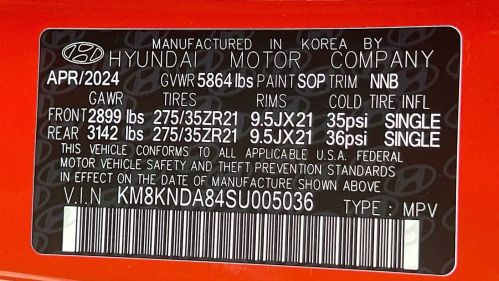 MANUFACTURED IN KOREA BY
HYUNDAI MOTOR COMPANY
APR/2024 GVWR 5864 lbs PAINT SOP TRIM NNB
GAWR TIRES RIMS COLD TIRE INFL
FRONT 2899 lbs 275/35ZR21 9.5JX21 35psi SINGLE
REAR 3142 lbs 275/35ZR21 9.5JX21 36psi SINGLE
THIS VEHICLE CONFORMS TO ALL APPLICABLE U.S.A. FEDERAL
MOTOR VEHICLE SAFETY AND THEFT PREVENTION STANDARDS
IN EFFECT ON THE DATE OF MANUFACTURE SHOWN ABOVE.
V.I.N KM8KNDA84SU005036 TYPE : MPV